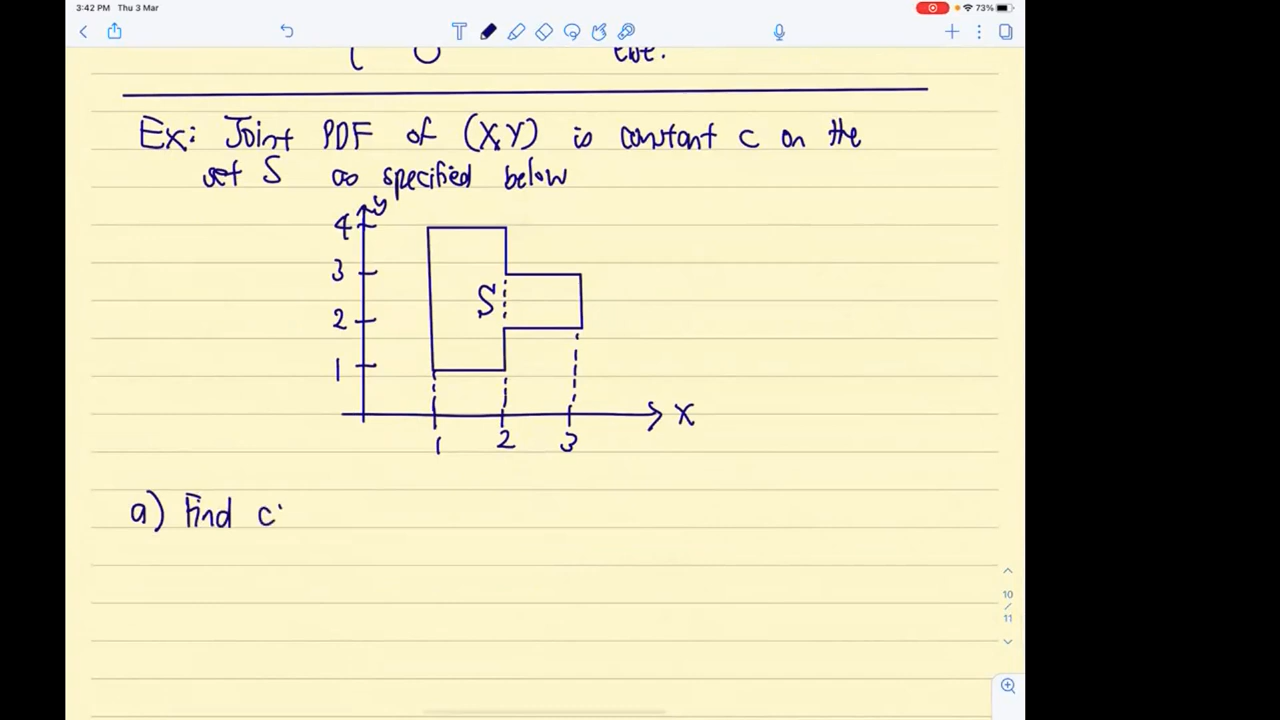 3:42 PM Thu 3 Mar 73%
Ex: Joint PDF of (X,Y) is constant c on the
set S as specified below
y
4
3
S
2
1
X
1 2 3
a) Find c:
10
/
11